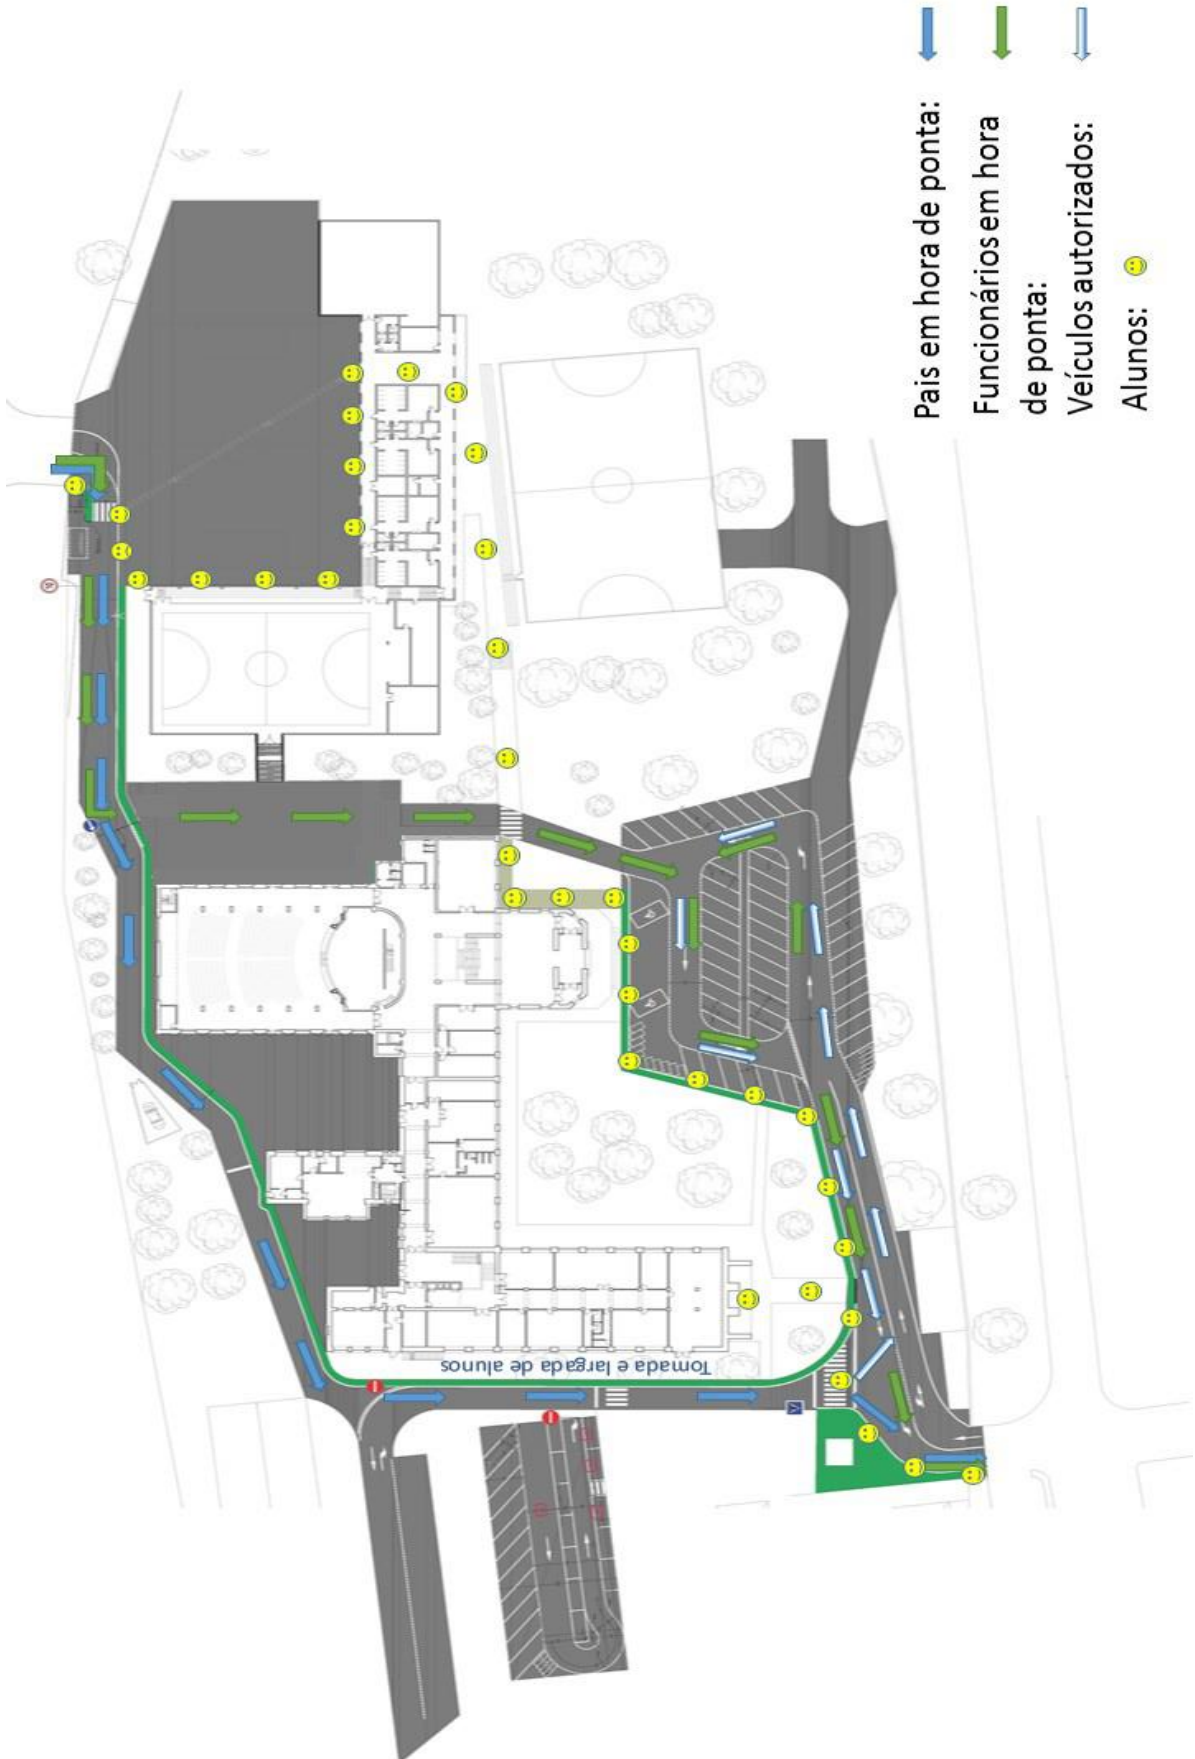 Pais em hora de ponta:
Funcionários em hora
de ponta:
Veículos autorizados:
Alunos:
Tomada e largada de alunos